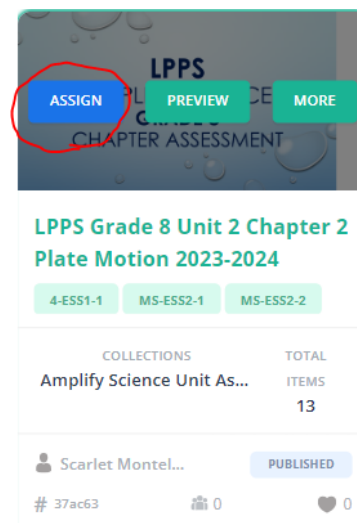 LPPS
ASSIGN PREVIEW MORE
CHAPTER ASSESSMENT
LPPS Grade 8 Unit 2 Chapter 2
Plate Motion 2023-2024
4-ESS1-1 MS-ESS2-1 MS-ESS2-2
COLLECTIONS
Amplify Science Unit As...
TOTAL
ITEMS
13
Scarlet Montel... PUBLISHED
# 37ac63 0 0